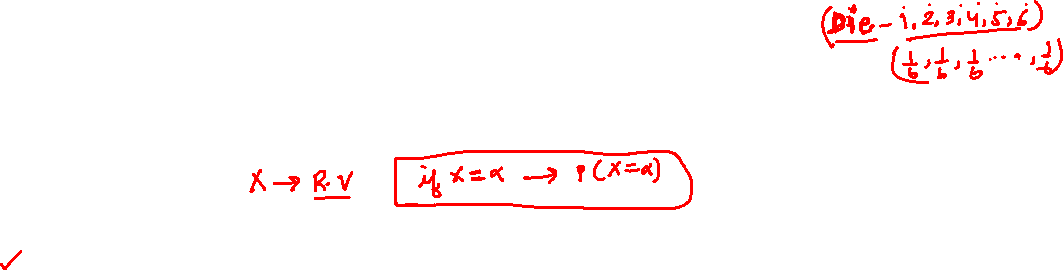 (Die - 1, 2, 3, 4, 5, 6)
(1/6, 1/6, 1/6 ...., 1/6)
X → R.V if x = α → P(X=α)